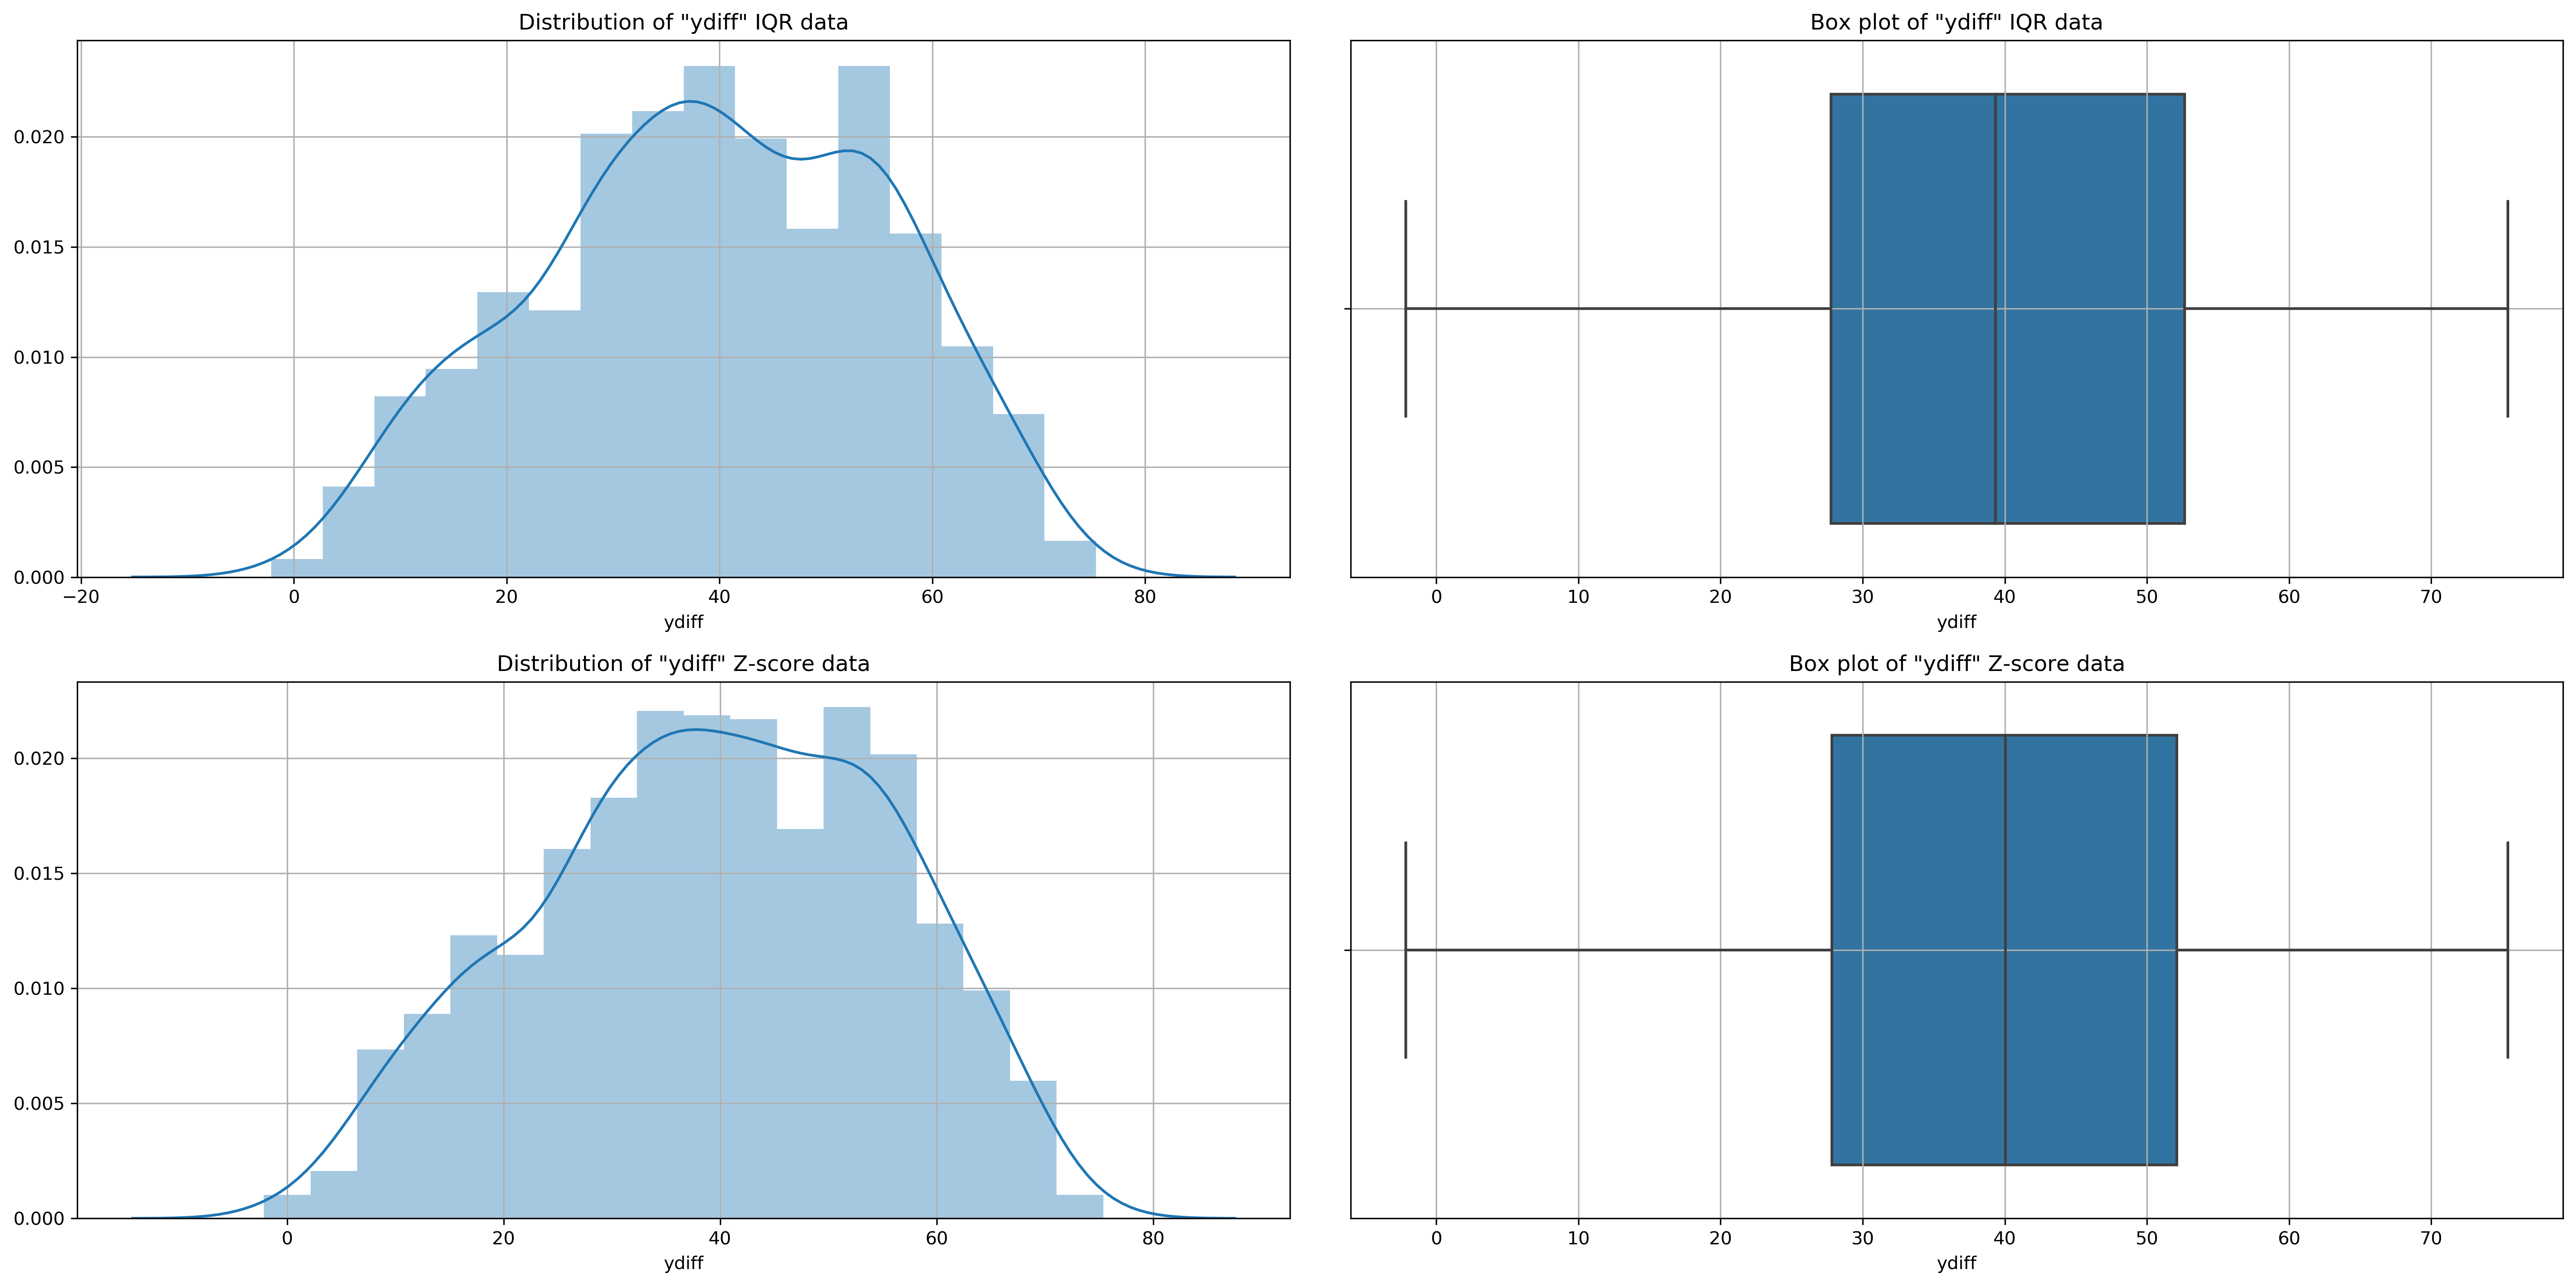 Distribution of "ydiff" IQR data
0.020
0.015
0.010
0.005
0.000
−20 0 20 40 60 80
ydiff
Box plot of "ydiff" IQR data
0 10 20 30 40 50 60 70
ydiff
Distribution of "ydiff" Z-score data
0.020
0.015
0.010
0.005
0.000
0 20 40 60 80
ydiff
Box plot of "ydiff" Z-score data
0 10 20 30 40 50 60 70
ydiff